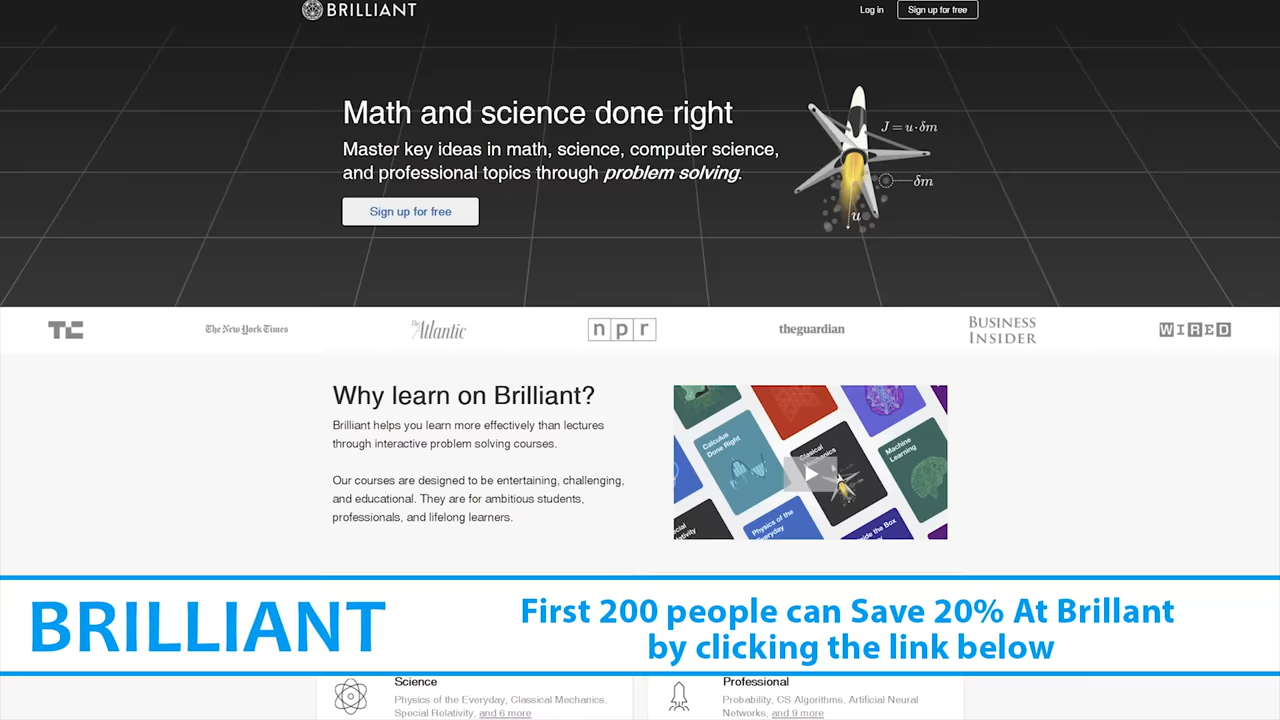 BRILLIANT
Log in
Sign up for free
Math and science done right
Master key ideas in math, science, computer science,
and professional topics through problem solving.
Sign up for free
J = u · δm
δm
u
TC
The New York Times
The Atlantic
npr
theguardian
BUSINESS
INSIDER
WIRED
Why learn on Brilliant?
Brilliant helps you learn more effectively than lectures
through interactive problem solving courses.
Our courses are designed to be entertaining, challenging,
and educational. They are for ambitious students,
professionals, and lifelong learners.
Calculus
Done Right
Machine
Learning
Physics of the
Everyday
BRILLIANT
First 200 people can Save 20% At Brillant
by clicking the link below
Science
Physics of the Everyday, Classical Mechanics,
Special Relativity, and 6 more
Professional
Probability, CS Algorithms, Artificial Neural
Networks, and 9 more